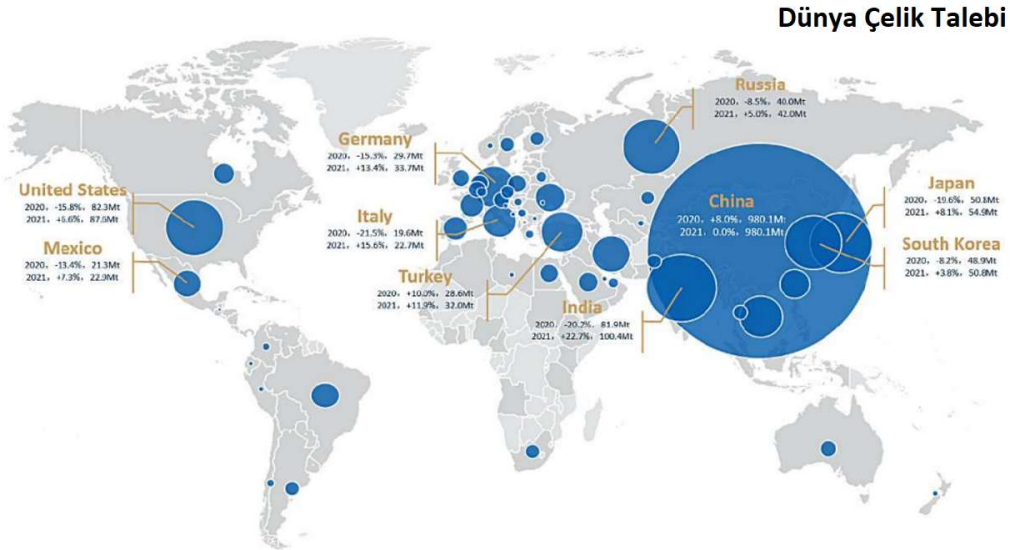 Dünya Çelik Talebi
Russia
2020, -8.5%, 40.0Mt
2021, +5.0%, 42.0Mt
Germany
2020, -15.3%, 29.7Mt
2021, +13.4%, 33.7Mt
United States
2020, -15.8%, 82.3Mt
2021, +6.6%, 87.8Mt
Mexico
2020, -13.4%, 21.3Mt
2021, +7.3%, 22.9Mt
Italy
2020, -21.5%, 19.6Mt
2021, +15.6%, 22.7Mt
Turkey
2020, +10.0%, 28.6Mt
2021, +11.9%, 32.0Mt
India
2020, -20.2%, 81.9Mt
2021, +22.7%, 100.4Mt
China
2020, +8.0%, 980.1Mt
2021, 0.0%, 980.1Mt
Japan
2020, -19.6%, 50.8Mt
2021, +8.1%, 54.9Mt
South Korea
2020, -8.2%, 48.9Mt
2021, +3.8%, 50.8Mt